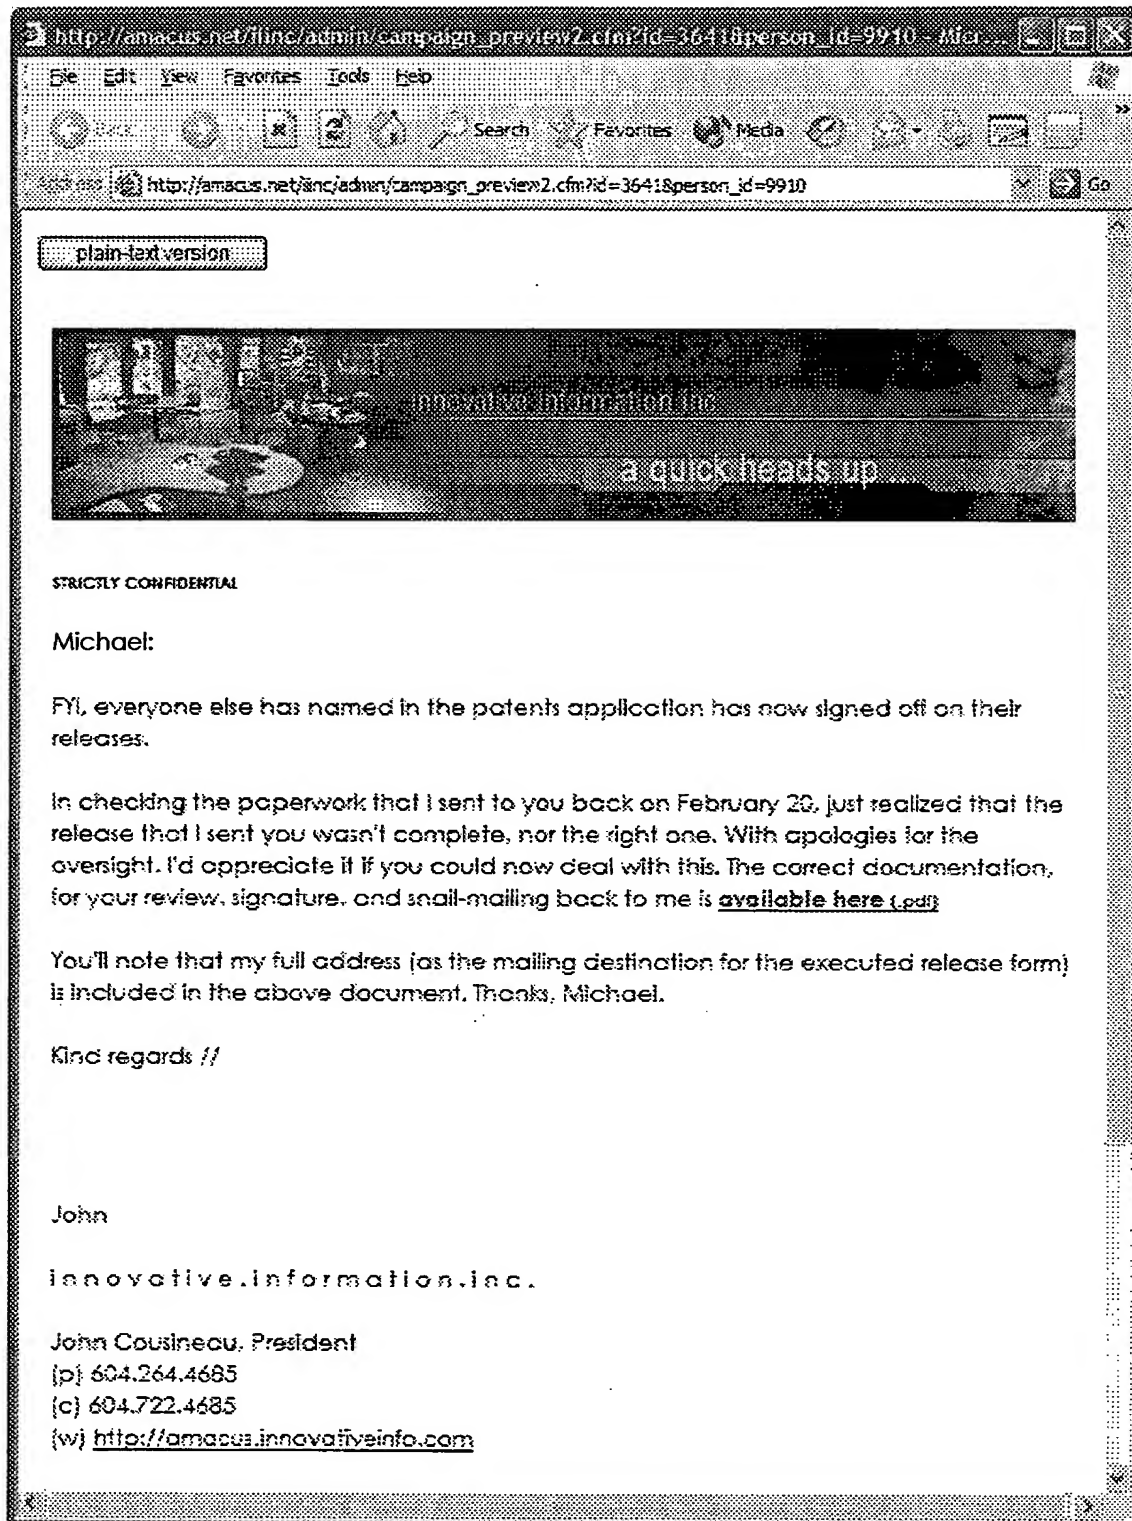 http://amacus.net/iinc/admin/campaign_preview2.cfm?id=3641&person_id=9910 - Micr...
File Edit View Favorites Tools Help
Back Search Favorites Media »
Address http://amacus.net/iinc/admin/campaign_preview2.cfm?id=3641&person_id=9910 Go
plain-text version
innovative information inc
a quick heads up ...
STRICTLY CONFIDENTIAL
Michael:
FYI, everyone else has named in the patents application has now signed off on their
releases.
In checking the paperwork that I sent to you back on February 20, just realized that the
release that I sent you wasn't complete, nor the right one. With apologies for the
oversight, I'd appreciate it if you could now deal with this. The correct documentation,
for your review, signature, and snail-mailing back to me is available here (.pdf)
You'll note that my full address (as the mailing destination for the executed release form)
is included in the above document. Thanks, Michael.
Kind regards //
John
innovative.information.inc.
John Cousineau, President
(p) 604.264.4685
(c) 604.722.4685
(w) http://amacus.innovativeinfo.com